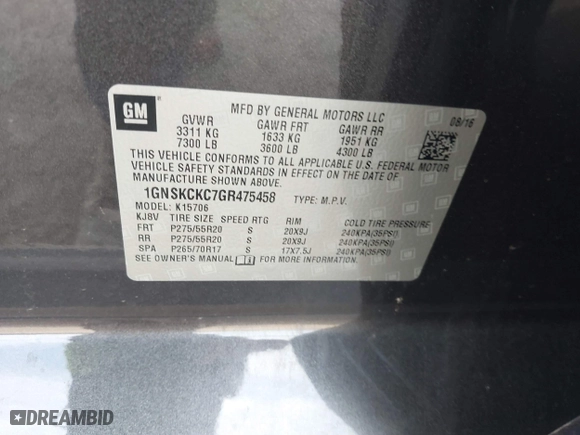 GM
MFD BY GENERAL MOTORS LLC
08/16
GVWR GAWR FRT GAWR RR
3311 KG 1633 KG 1951 KG
7300 LB 3600 LB 4300 LB
THIS VEHICLE CONFORMS TO ALL APPLICABLE U.S. FEDERAL MOTOR
VEHICLE SAFETY STANDARDS IN EFFECT ON THE DATE OF MANUFACTURE SHOWN ABOVE.
1GNSKCKC7GR475458 TYPE: M.P.V.
MODEL: K15706
KJ8V TIRE SIZE SPEED RTG RIM COLD TIRE PRESSURE
FRT P275/55R20 S 20X9J 240KPA(35PSI)
RR P275/55R20 S 20X9J 240KPA(35PSI)
SPA P265/70R17 S 17X7.5J 240KPA(35PSI)
SEE OWNER'S MANUAL FOR MORE INFORMATION.
DREAMBID